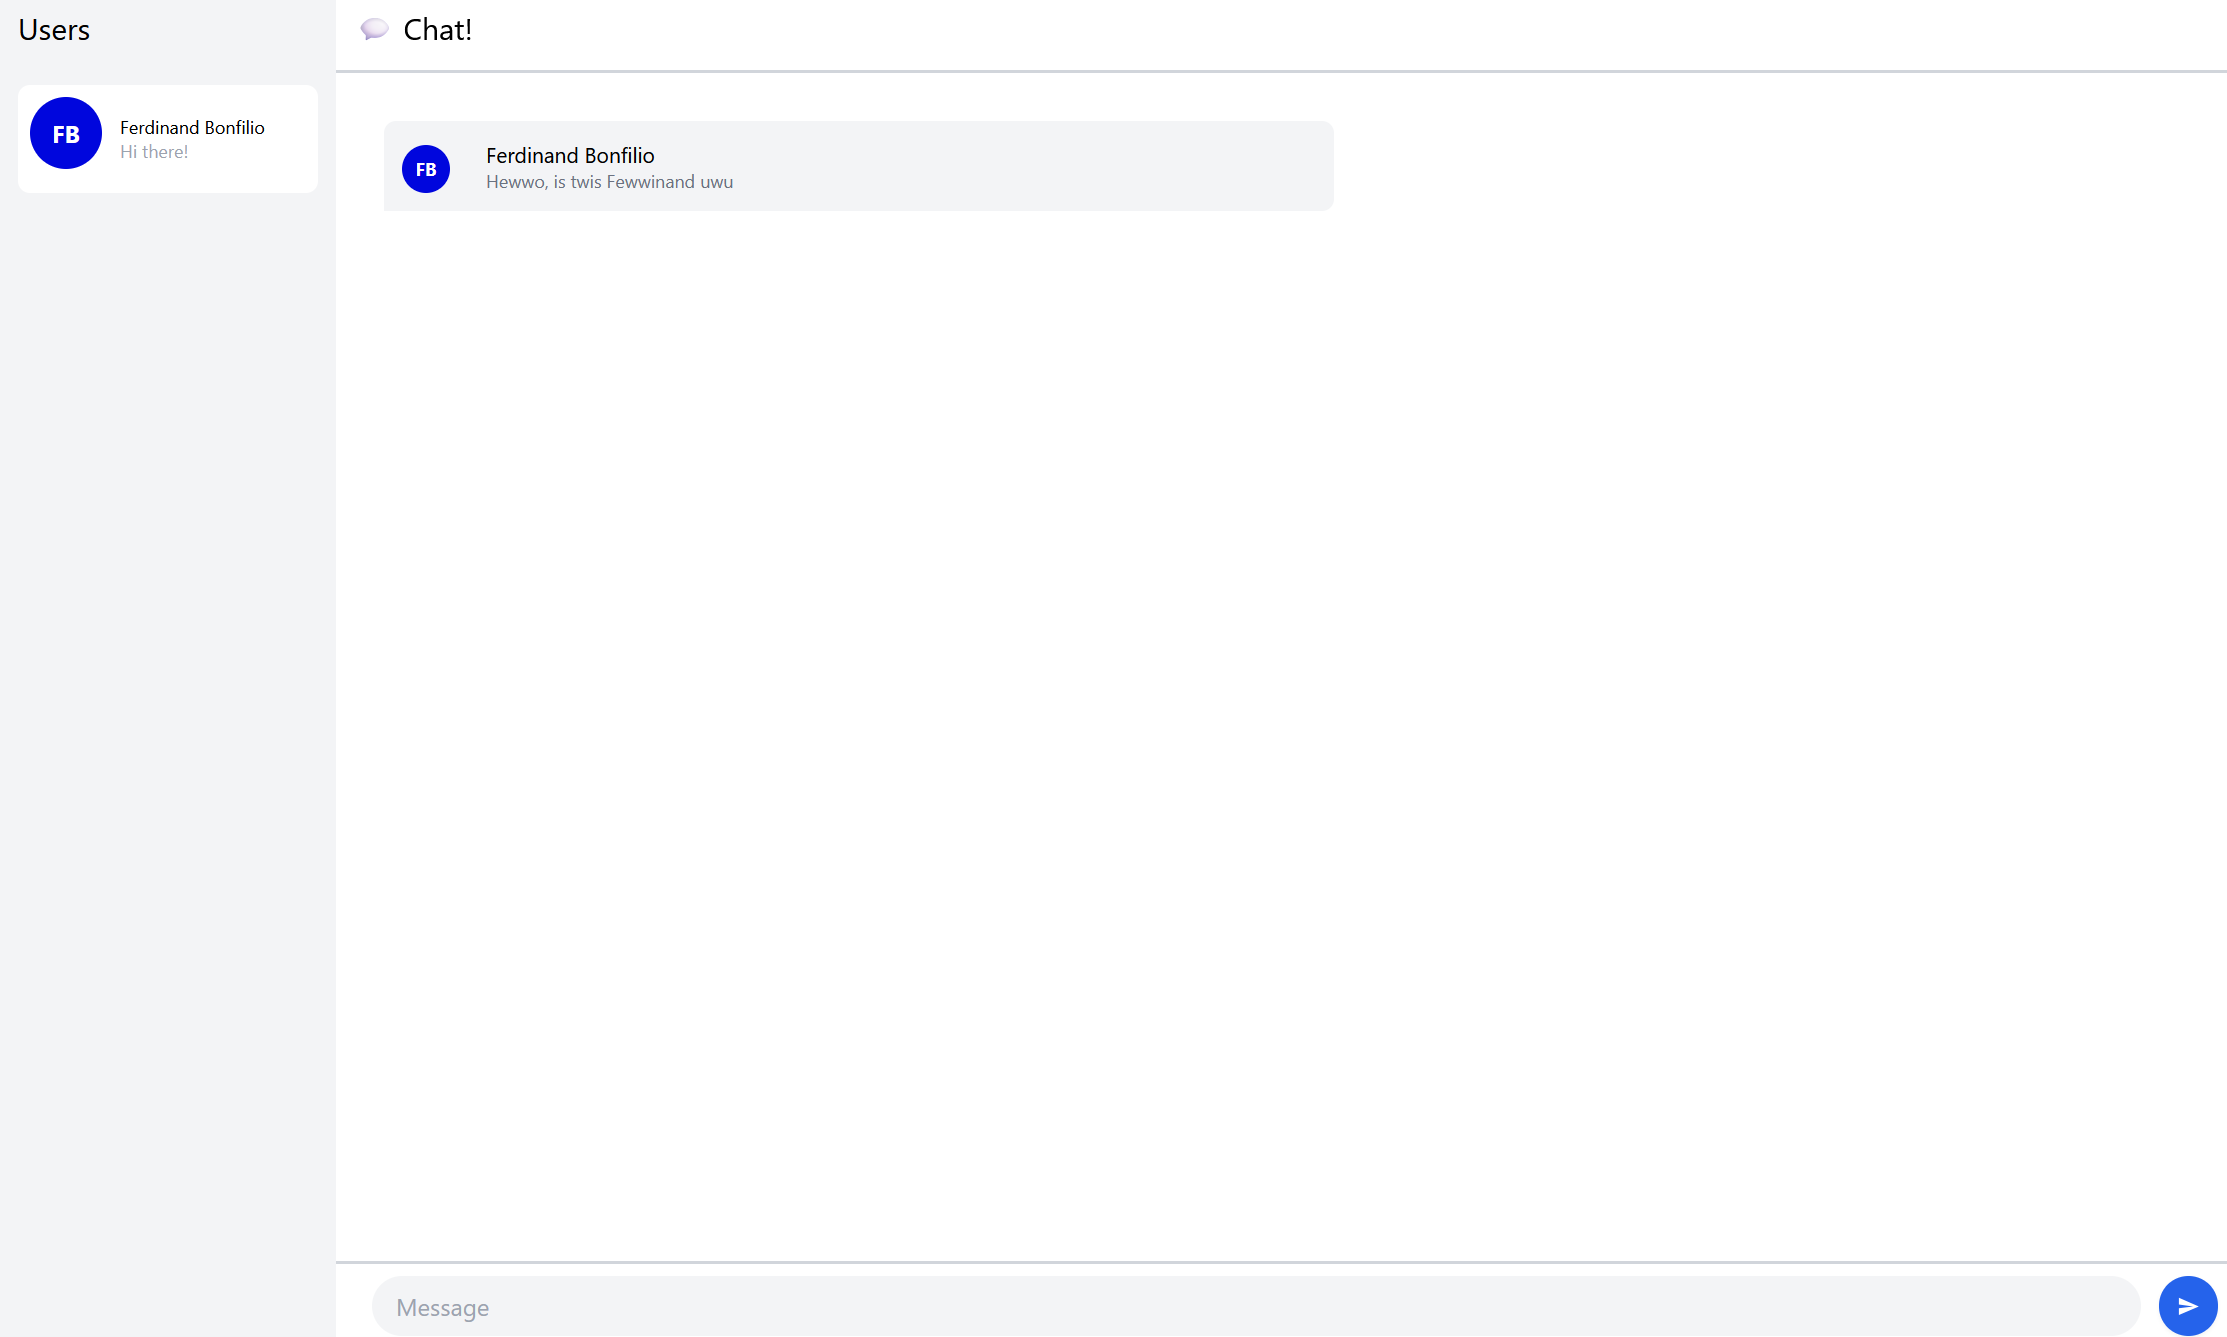 Users
FB
Ferdinand Bonfilio
Hi there!
Chat!
FB
Ferdinand Bonfilio
Hewwo, is twis Fewwinand uwu
Message